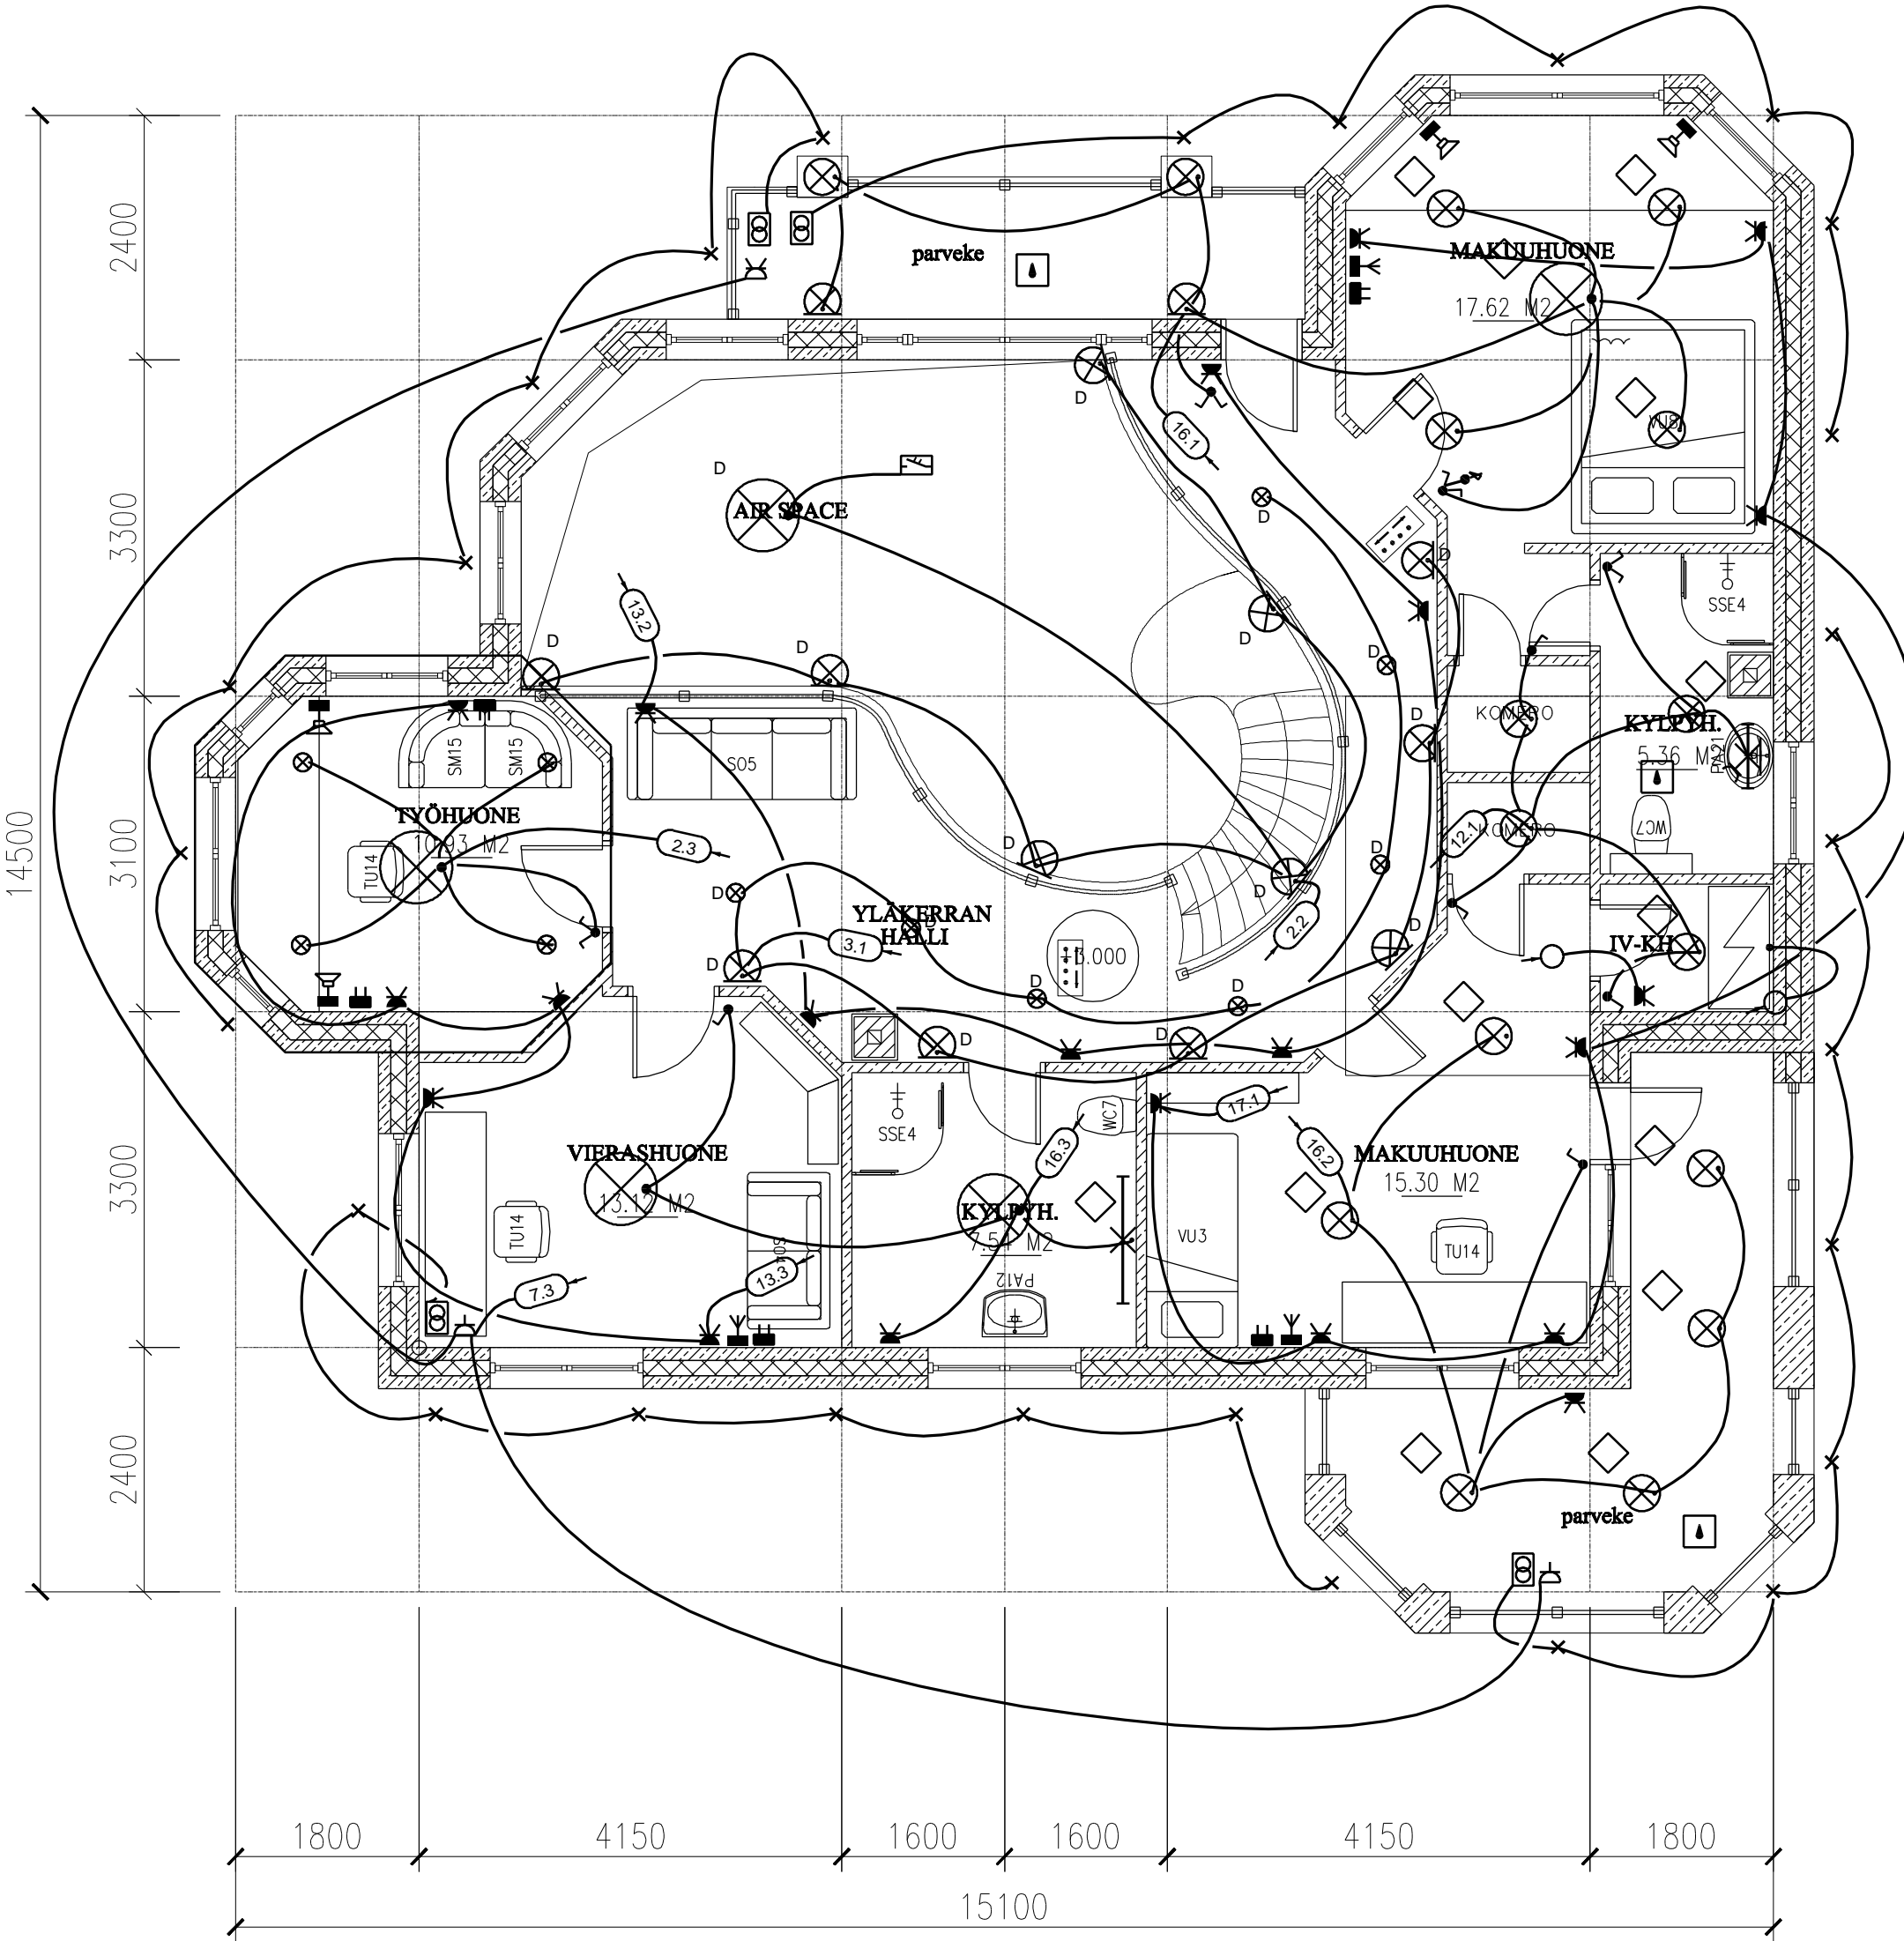 2400
parveke
MAKUUHUONE
17.62 M2
D
16.1
VU8
3300
D
AIR SPACE
D
D
13.2
SSE4
D
D
D
D
D
KOMERO
KYLPYH.
5.36 M2
PA21
SM15
SM15
SO5
14500
3100
TYÖHUONE
10.93 M2
TU14
2.3
D
D
12.1
KOMERO
WC7
D
D
YLÄKERRAN
HALLI
D
3.1
2.2
+3.000
IV-KH
D
D
D
D
D
3300
SSE4
WC7
17.1
VIERASHUONE
13.12 M2
16.3
16.2
MAKUUHUONE
15.30 M2
TU14
KYLPYH.
7.54 M2
VU3
TU14
SO4
7.3
13.3
PA12
2400
parveke
1800
4150
1600
1600
4150
1800
15100